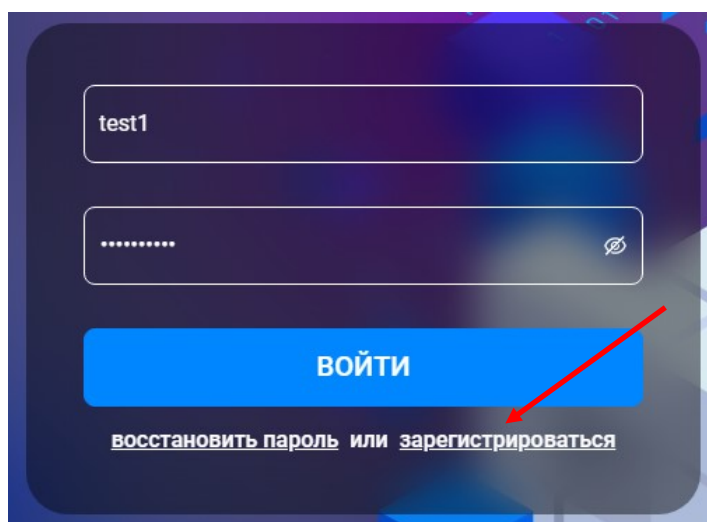 test1
••••••••••
ВОЙТИ
восстановить пароль или зарегистрироваться